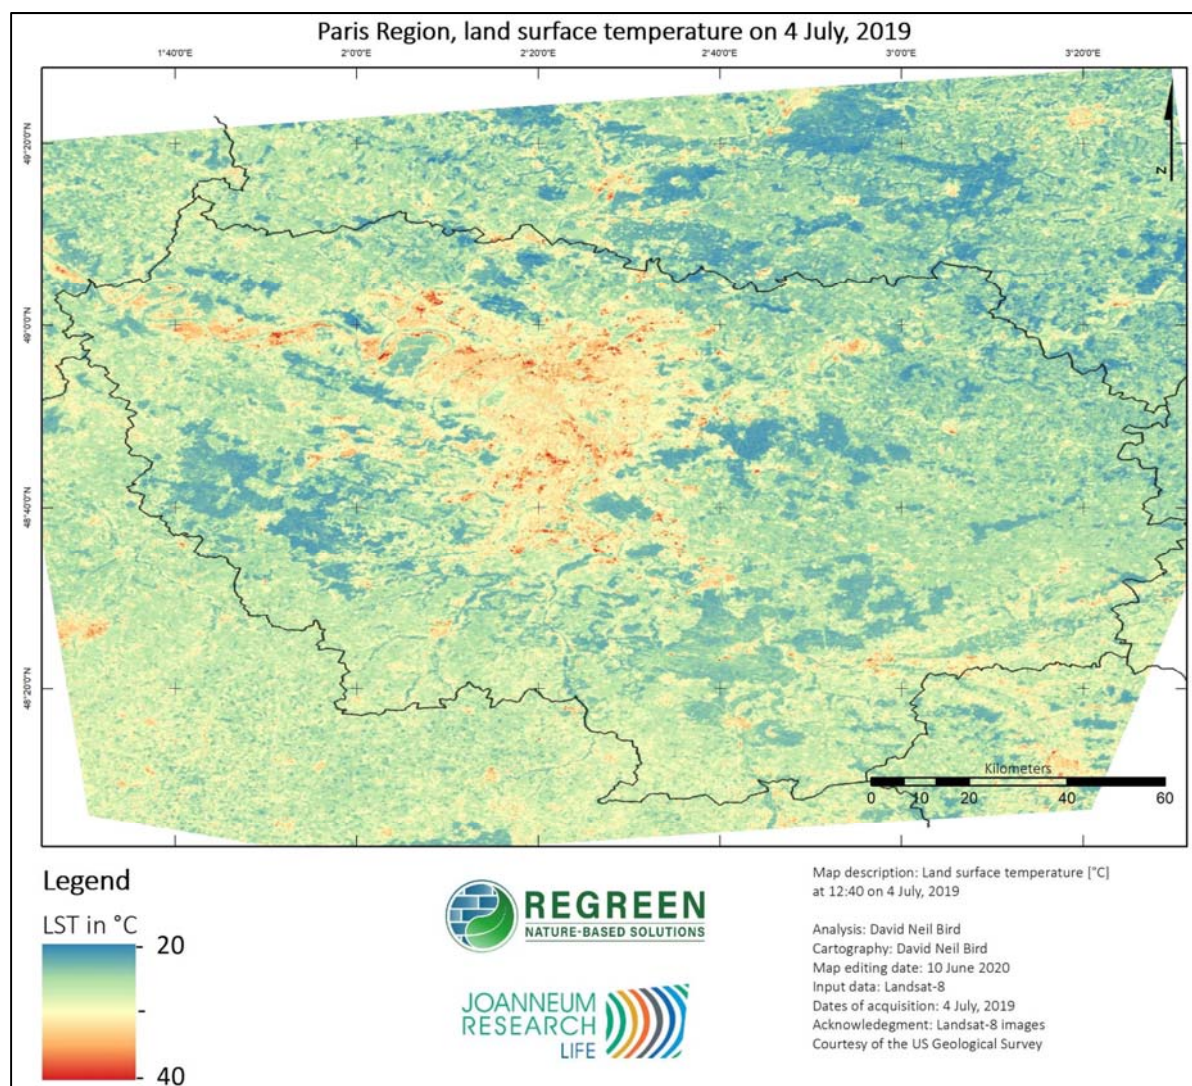 Paris Region, land surface temperature on 4 July, 2019
1°40'0"E 2°0'0"E 2°20'0"E 2°40'0"E 3°0'0"E 3°20'0"E
49°20'0"N
49°0'0"N
48°40'0"N
48°20'0"N
N
Kilometers
0 10 20 40 60
Legend
LST in °C
20
40
REGREEN
NATURE-BASED SOLUTIONS
JOANNEUM
RESEARCH
LIFE
Map description: Land surface temperature [°C]
at 12:40 on 4 July, 2019
Analysis: David Neil Bird
Cartography: David Neil Bird
Map editing date: 10 June 2020
Input data: Landsat-8
Dates of acquisition: 4 July, 2019
Acknowledegment: Landsat-8 images
Courtesy of the US Geological Survey